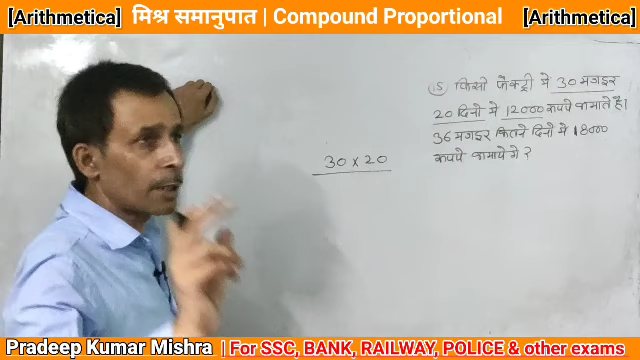 [Arithmetica] मिश्र समानुपात | Compound Proportional [Arithmetica]
(15) किसी फैक्ट्री में 30 मजदूर
20 दिनों में 12000 रूपये कमाते हैं।
36 मजदूर कितने दिनों में 18000
रूपये कमायेंगे ?
30 x 20
Pradeep Kumar Mishra | For SSC, BANK, RAILWAY, POLICE & other exams